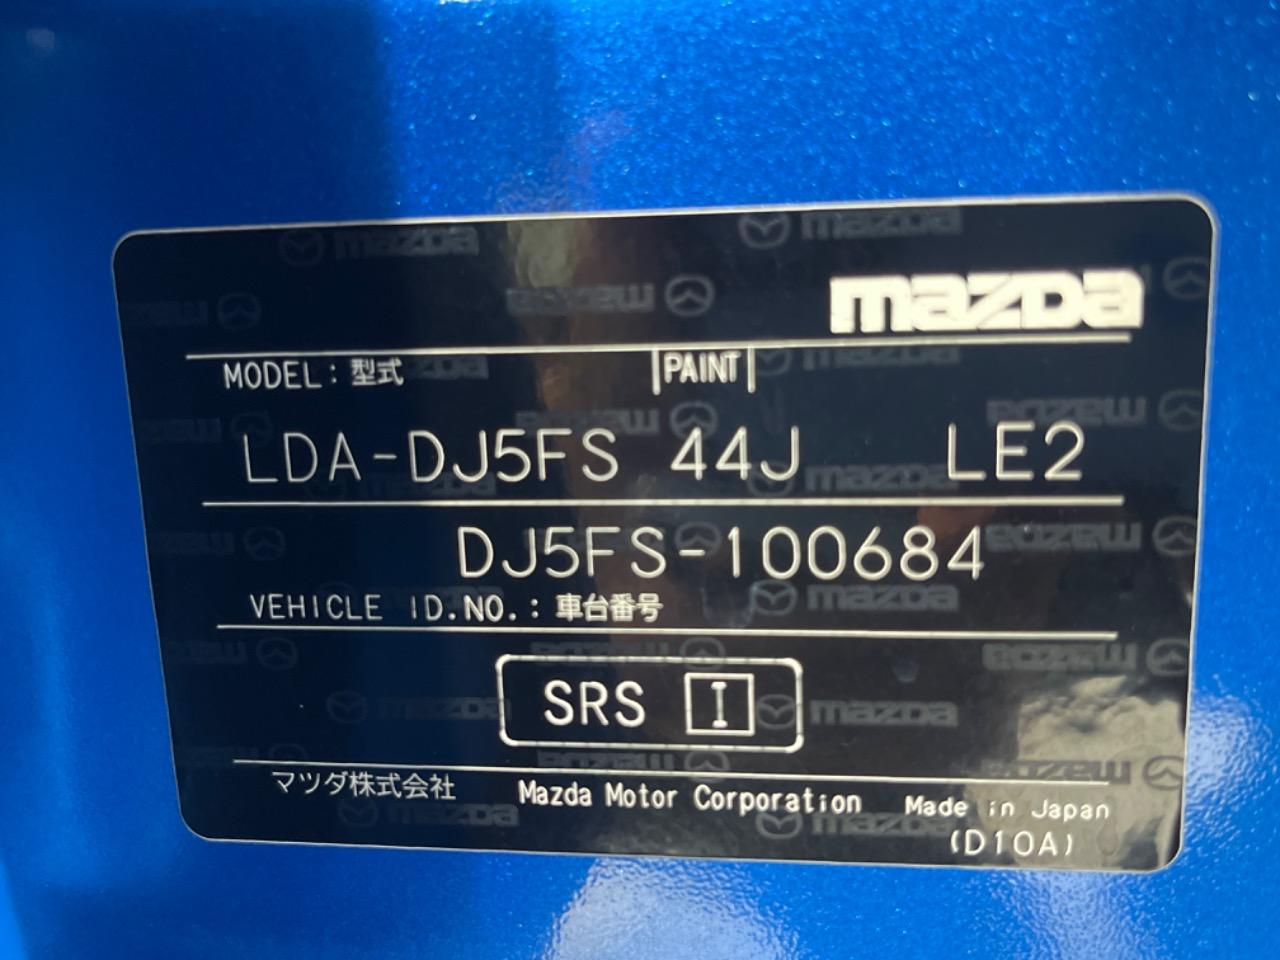 mazda
MODEL: 型式 PAINT
LDA-DJ5FS 44J LE2
DJ5FS-100684
VEHICLE ID.NO.: 車台番号
SRS I
マツダ株式会社 Mazda Motor Corporation Made in Japan
(D10A)